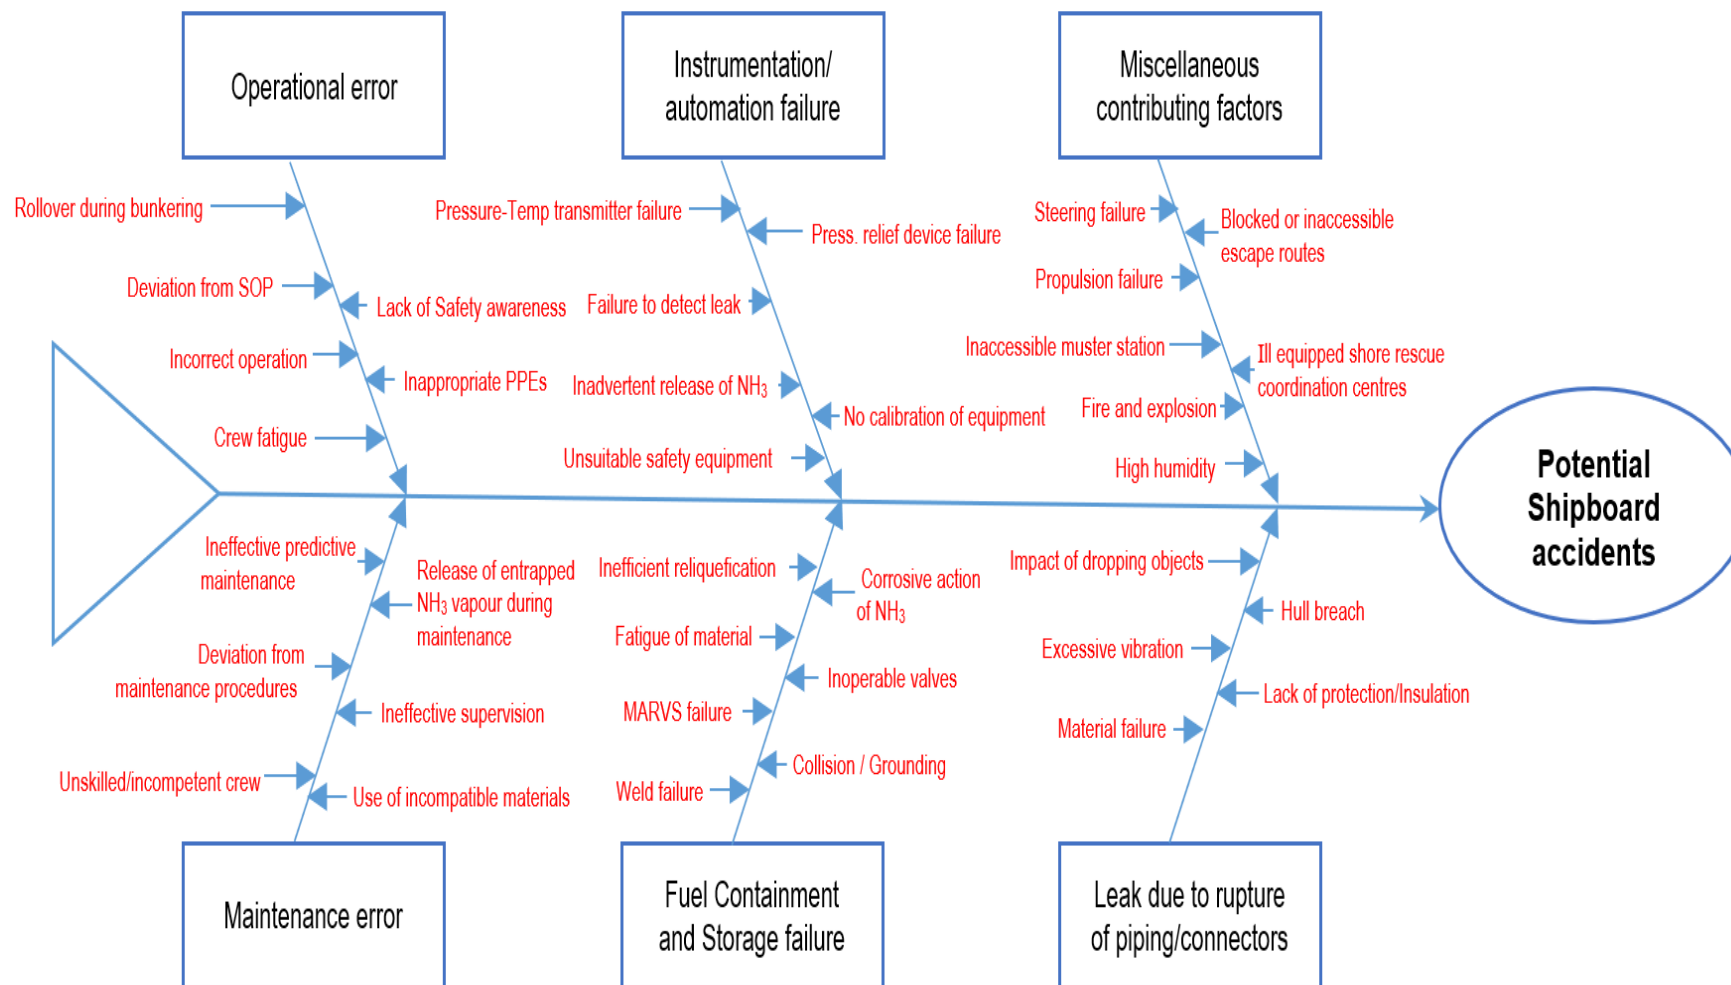 Operational error
Instrumentation/
automation failure
Miscellaneous
contributing factors
Rollover during bunkering
Deviation from SOP
Lack of Safety awareness
Incorrect operation
Inappropriate PPEs
Crew fatigue
Pressure-Temp transmitter failure
Press. relief device failure
Failure to detect leak
Inadvertent release of NH₃
No calibration of equipment
Unsuitable safety equipment
Steering failure
Blocked or inaccessible
escape routes
Propulsion failure
Inaccessible muster station
Ill equipped shore rescue
coordination centres
Fire and explosion
High humidity
Potential
Shipboard
accidents
Ineffective predictive
maintenance
Release of entrapped
NH₃ vapour during
maintenance
Deviation from
maintenance procedures
Ineffective supervision
Unskilled/incompetent crew
Use of incompatible materials
Inefficient reliquefication
Corrosive action
of NH₃
Fatigue of material
Inoperable valves
MARVS failure
Collision / Grounding
Weld failure
Impact of dropping objects
Hull breach
Excessive vibration
Lack of protection/Insulation
Material failure
Maintenance error
Fuel Containment
and Storage failure
Leak due to rupture
of piping/connectors